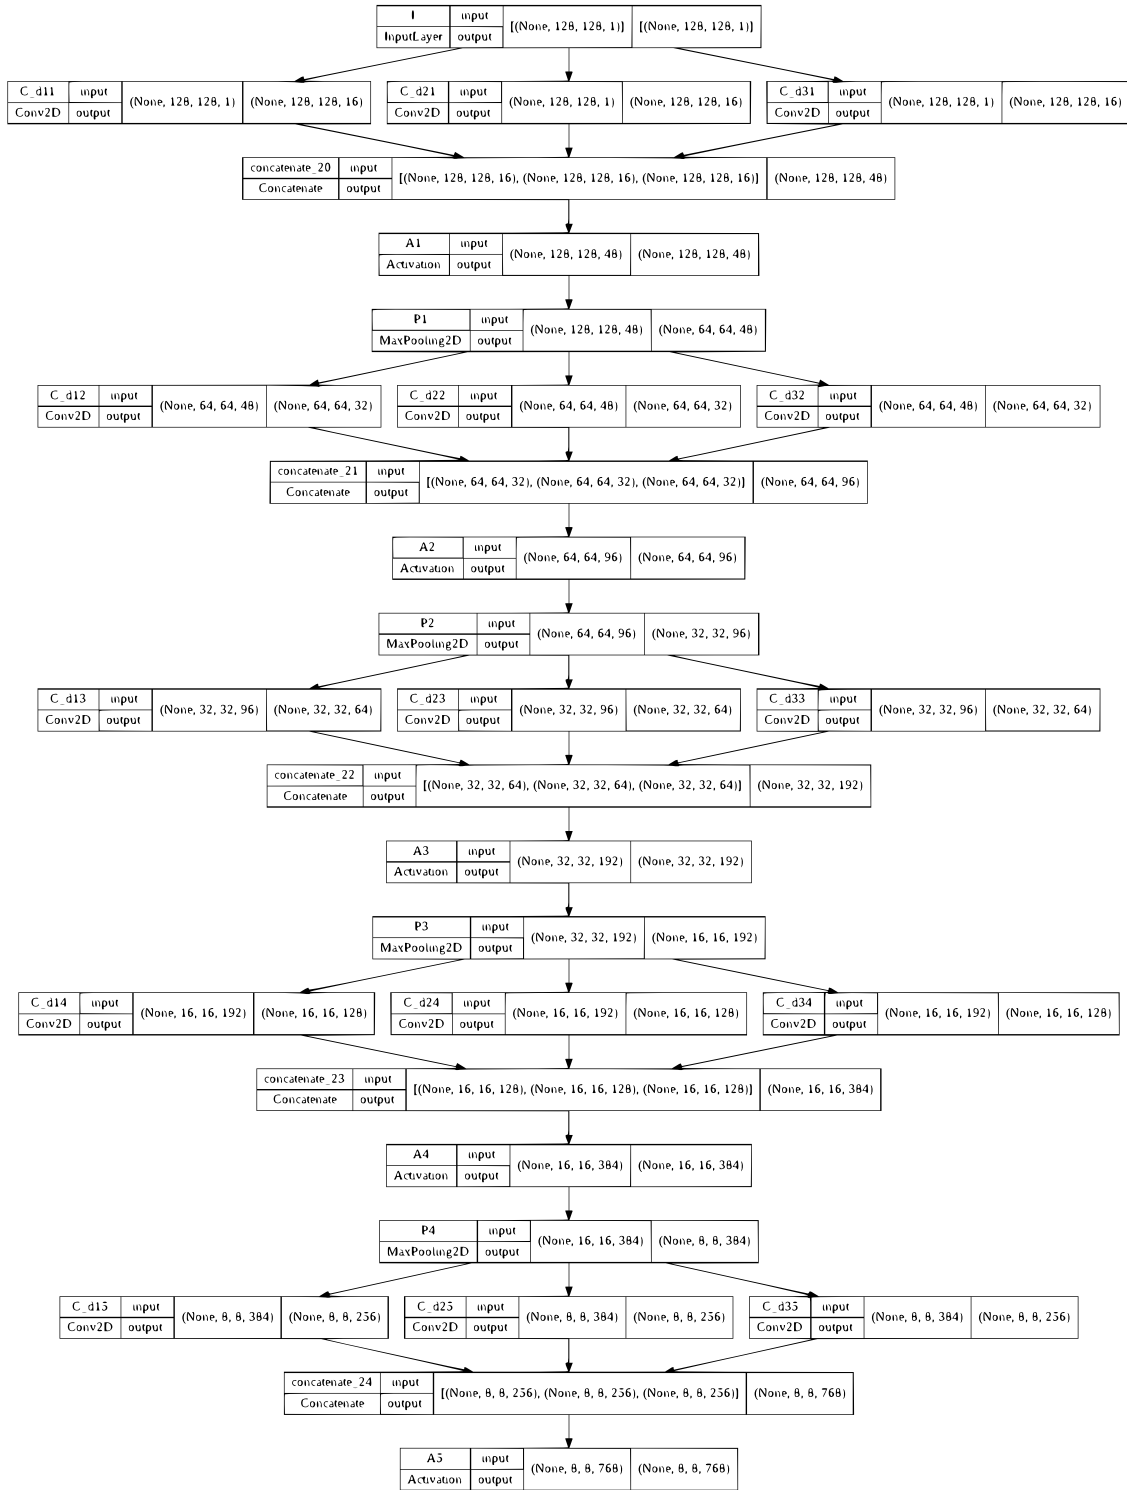 I input [(None, 128, 128, 1)] [(None, 128, 128, 1)]
InputLayer output
C_d11 input (None, 128, 128, 1) (None, 128, 128, 16) C_d21 input (None, 128, 128, 1) (None, 128, 128, 16) C_d31 input (None, 128, 128, 1) (None, 128, 128, 16)
Conv2D output Conv2D output Conv2D output
concatenate_20 input [(None, 128, 128, 16), (None, 128, 128, 16), (None, 128, 128, 16)] (None, 128, 128, 48)
Concatenate output
A1 input (None, 128, 128, 48) (None, 128, 128, 48)
Activation output
P1 input (None, 128, 128, 48) (None, 64, 64, 48)
MaxPooling2D output
C_d12 input (None, 64, 64, 48) (None, 64, 64, 32) C_d22 input (None, 64, 64, 48) (None, 64, 64, 32) C_d32 input (None, 64, 64, 48) (None, 64, 64, 32)
Conv2D output Conv2D output Conv2D output
concatenate_21 input [(None, 64, 64, 32), (None, 64, 64, 32), (None, 64, 64, 32)] (None, 64, 64, 96)
Concatenate output
A2 input (None, 64, 64, 96) (None, 64, 64, 96)
Activation output
P2 input (None, 64, 64, 96) (None, 32, 32, 96)
MaxPooling2D output
C_d13 input (None, 32, 32, 96) (None, 32, 32, 64) C_d23 input (None, 32, 32, 96) (None, 32, 32, 64) C_d33 input (None, 32, 32, 96) (None, 32, 32, 64)
Conv2D output Conv2D output Conv2D output
concatenate_22 input [(None, 32, 32, 64), (None, 32, 32, 64), (None, 32, 32, 64)] (None, 32, 32, 192)
Concatenate output
A3 input (None, 32, 32, 192) (None, 32, 32, 192)
Activation output
P3 input (None, 32, 32, 192) (None, 16, 16, 192)
MaxPooling2D output
C_d14 input (None, 16, 16, 192) (None, 16, 16, 128) C_d24 input (None, 16, 16, 192) (None, 16, 16, 128) C_d34 input (None, 16, 16, 192) (None, 16, 16, 128)
Conv2D output Conv2D output Conv2D output
concatenate_23 input [(None, 16, 16, 128), (None, 16, 16, 128), (None, 16, 16, 128)] (None, 16, 16, 384)
Concatenate output
A4 input (None, 16, 16, 384) (None, 16, 16, 384)
Activation output
P4 input (None, 16, 16, 384) (None, 8, 8, 384)
MaxPooling2D output
C_d15 input (None, 8, 8, 384) (None, 8, 8, 256) C_d25 input (None, 8, 8, 384) (None, 8, 8, 256) C_d35 input (None, 8, 8, 384) (None, 8, 8, 256)
Conv2D output Conv2D output Conv2D output
concatenate_24 input [(None, 8, 8, 256), (None, 8, 8, 256), (None, 8, 8, 256)] (None, 8, 8, 768)
Concatenate output
A5 input (None, 8, 8, 768) (None, 8, 8, 768)
Activation output